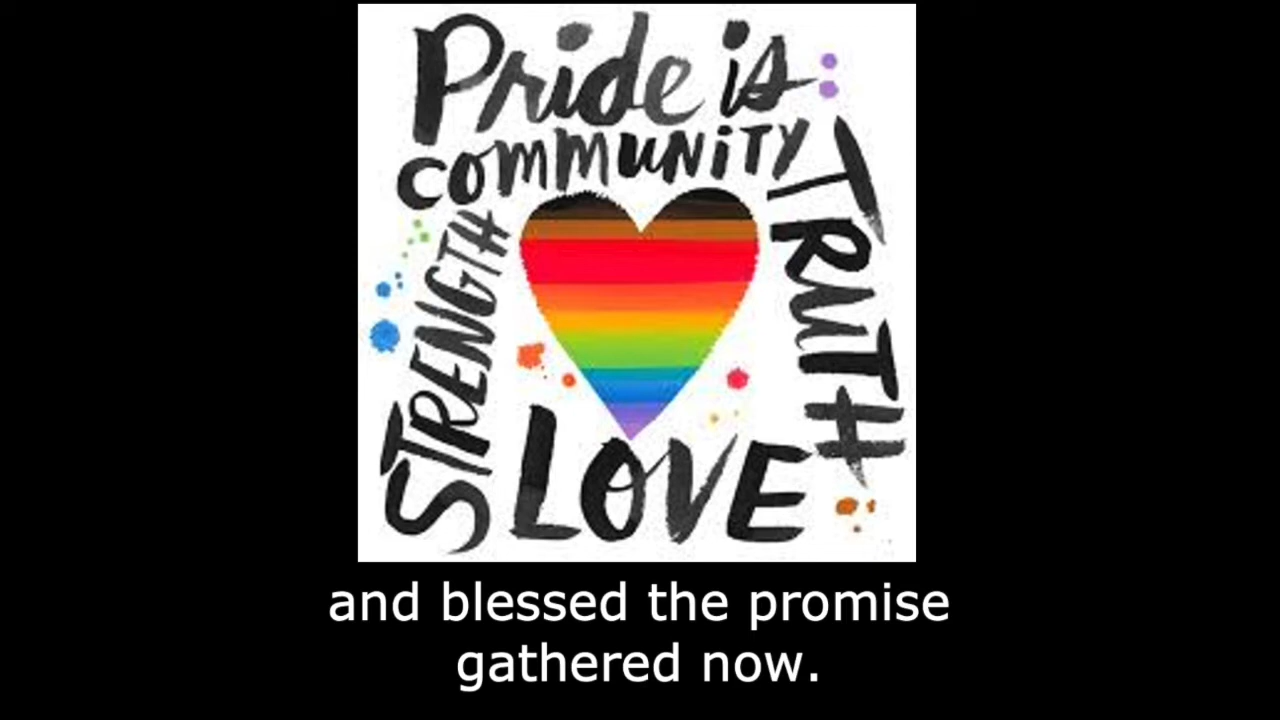 Pride is
COMMUNITY
TRUTH
STRENGTH
LOVE
and blessed the promise
gathered now.